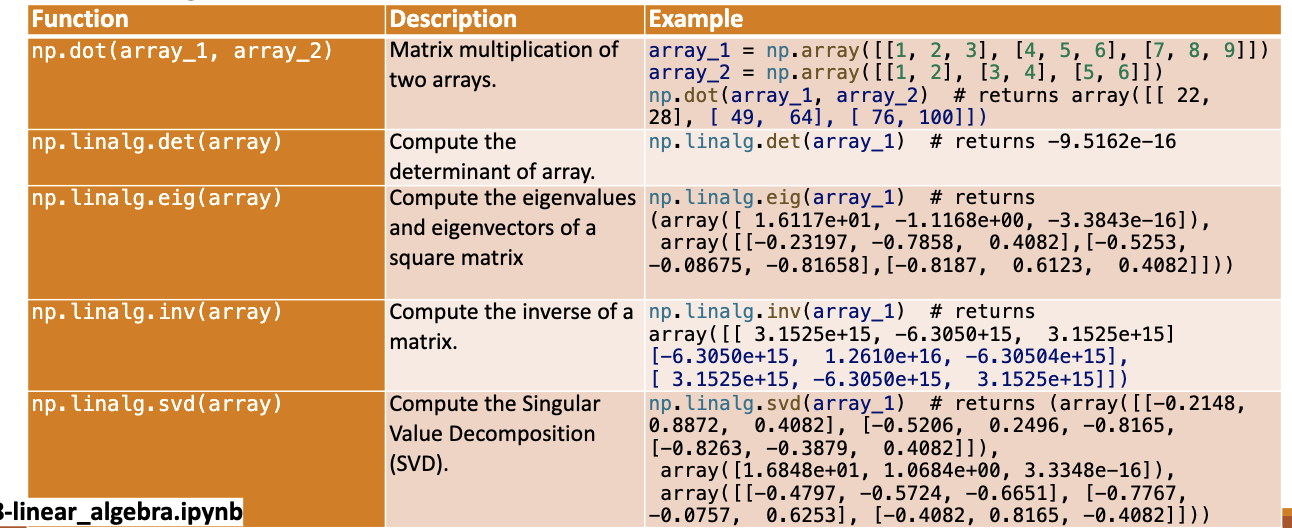 Function Description Example
np.dot(array_1, array_2)
Matrix multiplication of
two arrays.
array_1 = np.array([[1, 2, 3], [4, 5, 6], [7, 8, 9]])
array_2 = np.array([[1, 2], [3, 4], [5, 6]])
np.dot(array_1, array_2)  # returns array([[ 22,
28], [ 49,  64], [ 76, 100]])
np.linalg.det(array)
Compute the
determinant of array.
np.linalg.det(array_1)  # returns -9.5162e-16
np.linalg.eig(array)
Compute the eigenvalues
and eigenvectors of a
square matrix
np.linalg.eig(array_1)  # returns
(array([ 1.6117e+01, -1.1168e+00, -3.3843e-16]),
array([[-0.23197, -0.7858,  0.4082],[-0.5253,
-0.08675, -0.81658],[-0.8187,  0.6123,  0.4082]]))
np.linalg.inv(array)
Compute the inverse of a
matrix.
np.linalg.inv(array_1)  # returns
array([[ 3.1525e+15, -6.3050+15,  3.1525e+15]
[-6.3050e+15,  1.2610e+16, -6.30504e+15],
[ 3.1525e+15, -6.3050e+15,  3.1525e+15]])
np.linalg.svd(array)
Compute the Singular
Value Decomposition
(SVD).
np.linalg.svd(array_1)  # returns (array([[-0.2148,
0.8872,  0.4082], [-0.5206,  0.2496, -0.8165,
[-0.8263, -0.3879,  0.4082]]),
array([1.6848e+01, 1.0684e+00, 3.3348e-16]),
array([[-0.4797, -0.5724, -0.6651], [-0.7767,
-0.0757,  0.6253], [-0.4082, 0.8165, -0.4082]]))
-linear_algebra.ipynb